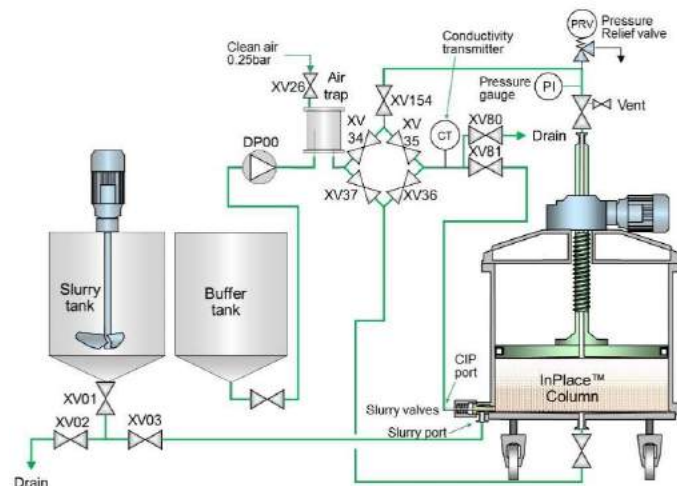 PRV
Pressure
Relief valve
Clean air
0.25bar
Conductivity
transmitter
XV26
Air
trap
Pressure
gauge
PI
XV154
Vent
XV
34
XV
35
CT
XV80
Drain
XV81
DP00
XV37
XV36
Slurry
tank
Buffer
tank
CIP
port
InPlace™
Column
XV01
Slurry valves
XV02
XV03
Slurry port
Drain